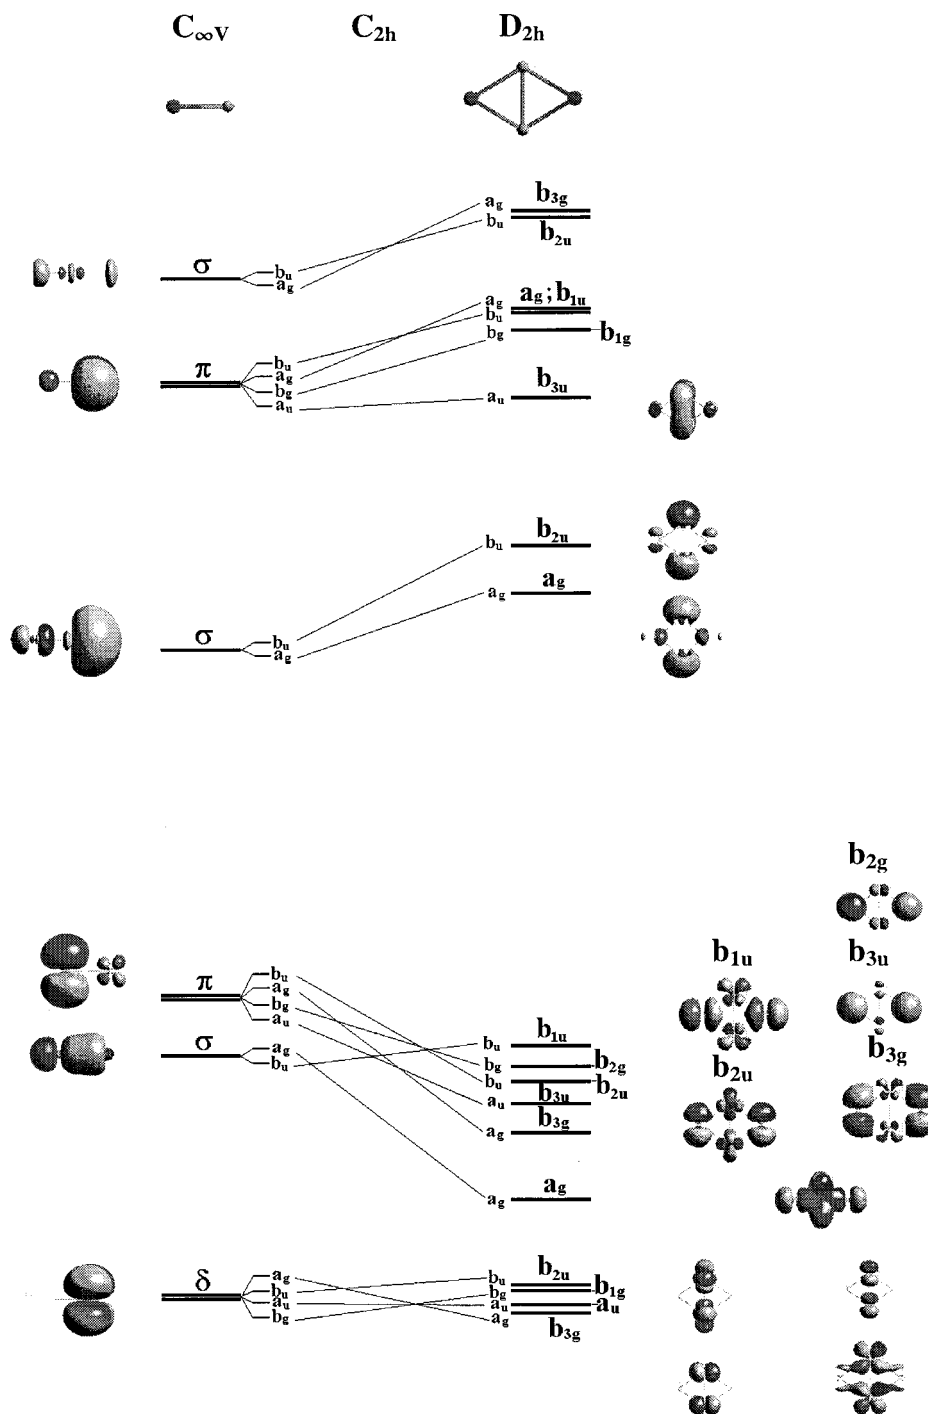 C∞V C2h D2h
ag b3g
bu b2u
σ bu
ag
ag ag ; b1u
bu
bg b1g
π bu
ag
bg
au
au b3u
bu b2u
ag ag
σ bu
ag
b2g
b1u b3u
π bu
ag
bg
au
bu b1u
σ ag
bu
bg b2g
bu b2u
au b3u
ag b3g
b2u b3g
ag ag
δ ag
bu
au
bg
bu b2u
bg b1g
au au
ag b3g